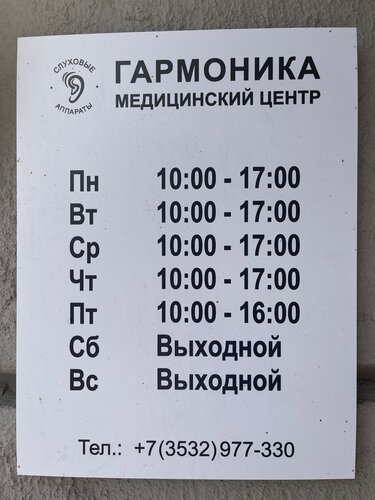 СЛУХОВЫЕ
АППАРАТЫ
ГАРМОНИКА
МЕДИЦИНСКИЙ ЦЕНТР
Пн 10:00 - 17:00
Вт 10:00 - 17:00
Ср 10:00 - 17:00
Чт 10:00 - 17:00
Пт 10:00 - 16:00
Сб Выходной
Вс Выходной
Тел.: +7(3532)977-330